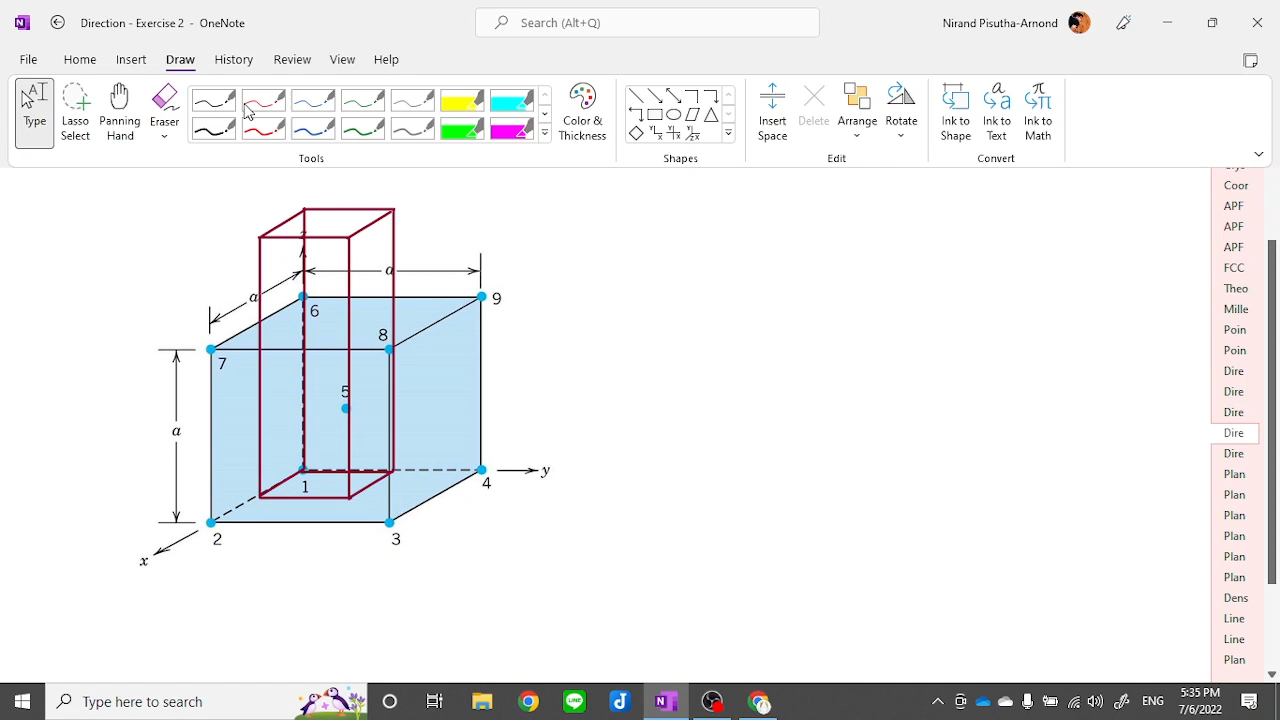 Direction - Exercise 2 - OneNote
Search (Alt+Q)
Nirand Pisutha-Arnond
File Home Insert Draw History Review View Help
Type
Lasso Select
Panning Hand
Eraser
Color & Thickness
Insert Space
Delete
Arrange
Rotate
Ink to Shape
Ink to Text
Ink to Math
Tools
Shapes
Edit
Convert
Coor
APF
APF
APF
FCC
Theo
Mille
Poin
Poin
Dire
Dire
Dire
Dire
Dire
Plan
Plan
Plan
Plan
Plan
Plan
Dens
Line
Line
Plan
z
a
a
6
9
8
7
5
a
1
y
4
2
3
x
Type here to search
ENG
5:35 PM
7/6/2022